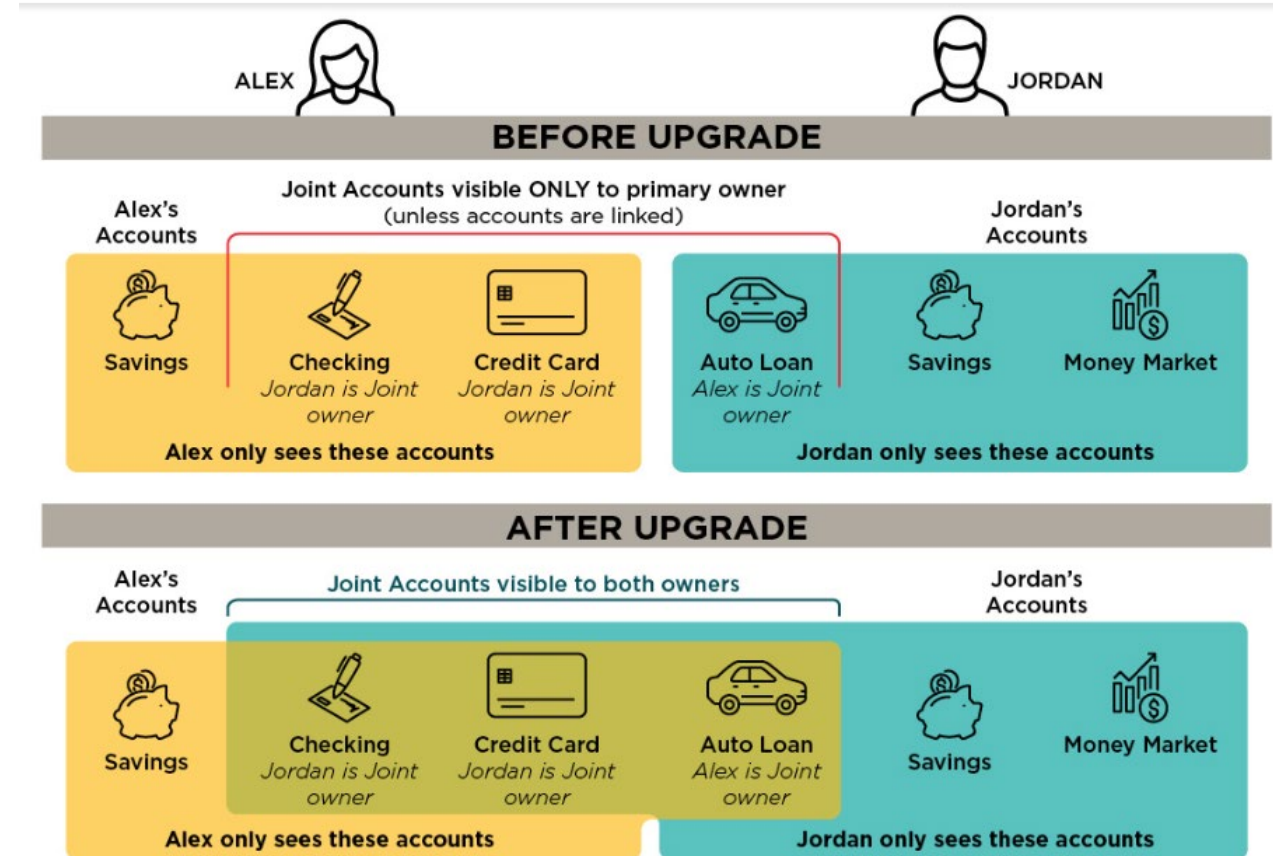 ALEX
JORDAN
BEFORE UPGRADE
Joint Accounts visible ONLY to primary owner
(unless accounts are linked)
Alex's
Accounts
Jordan's
Accounts
Savings
Checking
Jordan is Joint
owner
Credit Card
Jordan is Joint
owner
Auto Loan
Alex is Joint
owner
Savings
Money Market
Alex only sees these accounts
Jordan only sees these accounts
AFTER UPGRADE
Alex's
Accounts
Joint Accounts visible to both owners
Jordan's
Accounts
Savings
Checking
Jordan is Joint
owner
Credit Card
Jordan is Joint
owner
Auto Loan
Alex is Joint
owner
Savings
Money Market
Alex only sees these accounts
Jordan only sees these accounts